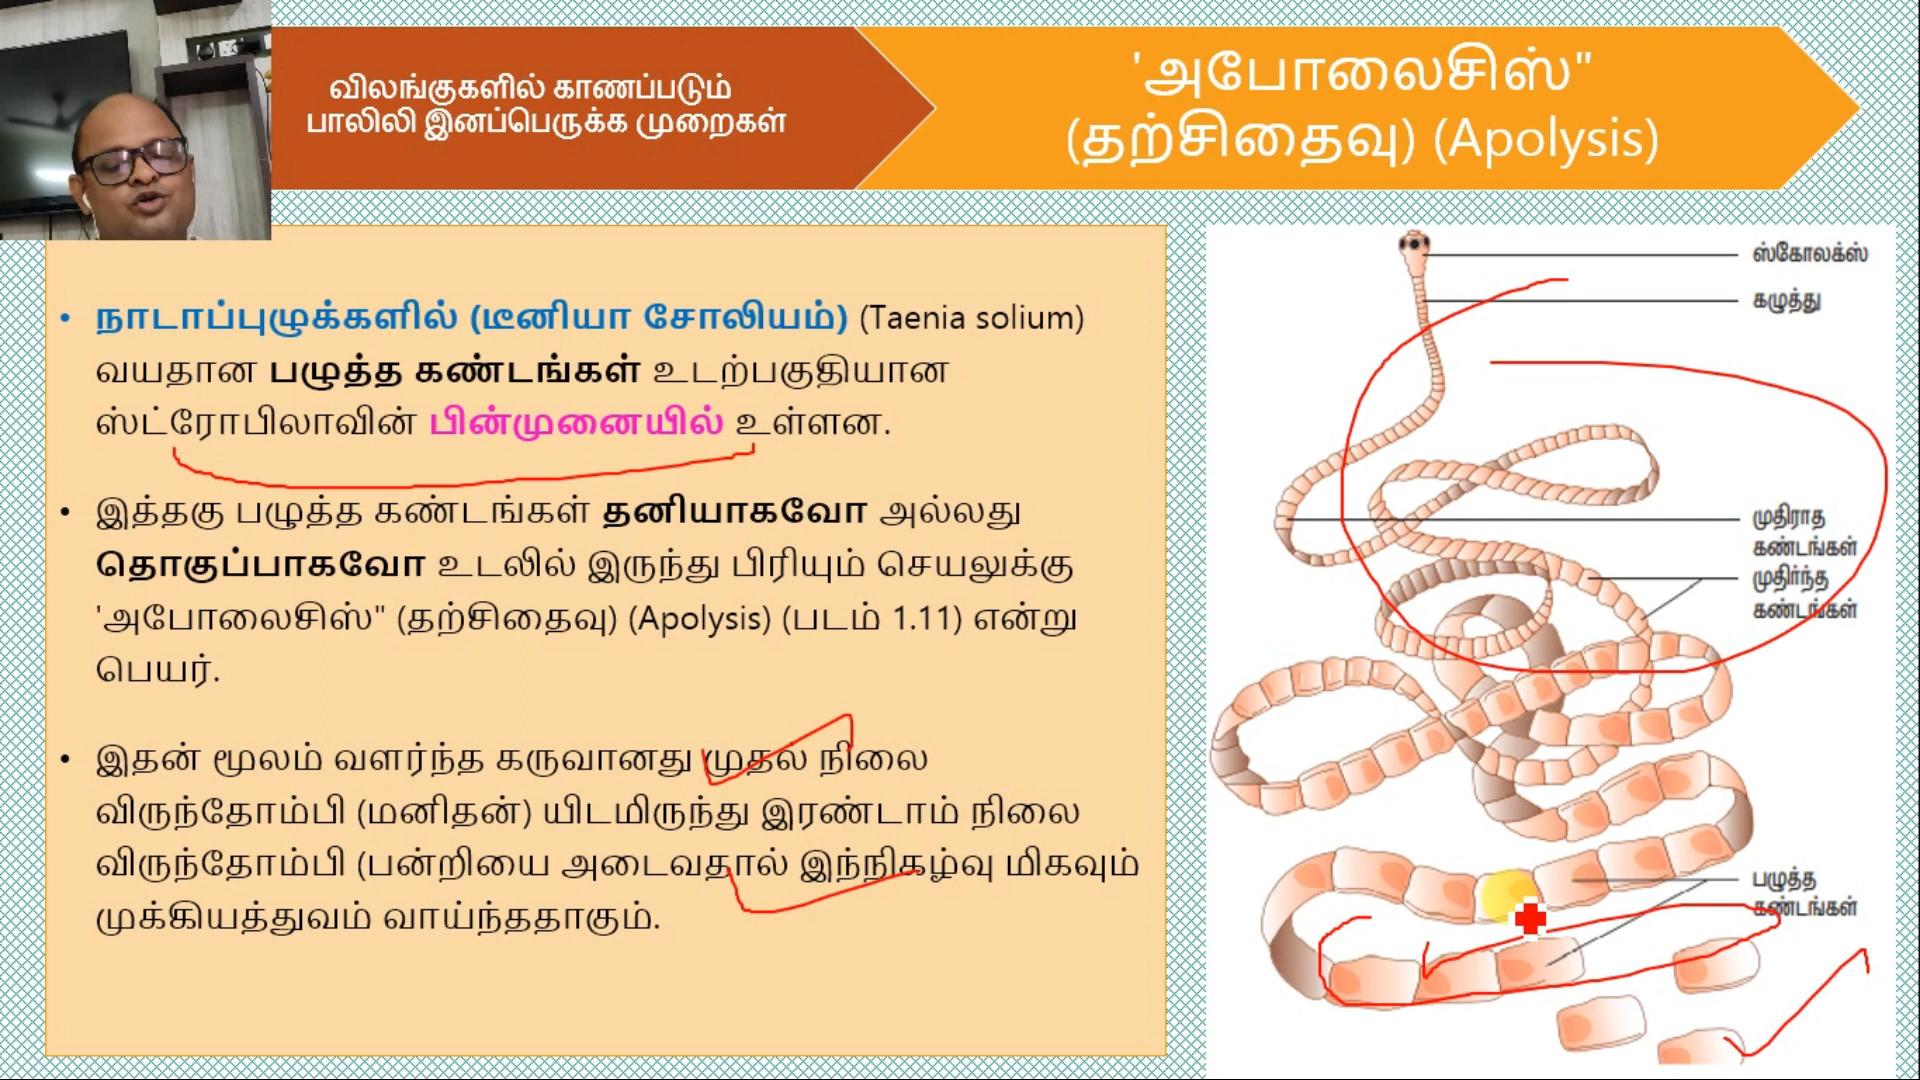 விலங்குகளில் காணப்படும்
பாலிலி இனப்பெருக்க முறைகள்
'அபோலைசிஸ்"
(தற்சிதைவு) (Apolysis)
• நாடாப்புழுக்களில் (டீனியா சோலியம்) (Taenia solium)
வயதான பழுத்த கண்டங்கள் உடற்பகுதியான
ஸ்ட்ரோபிலாவின் பின்முனையில் உள்ளன.
• இத்தகு பழுத்த கண்டங்கள் தனியாகவோ அல்லது
தொகுப்பாகவோ உடலில் இருந்து பிரியும் செயலுக்கு
'அபோலைசிஸ்" (தற்சிதைவு) (Apolysis) (படம் 1.11) என்று
பெயர்.
• இதன் மூலம் வளர்ந்த கருவானது முதல் நிலை
விருந்தோம்பி (மனிதன்) யிடமிருந்து இரண்டாம் நிலை
விருந்தோம்பி (பன்றியை அடைவதால் இந்நிகழ்வு மிகவும்
முக்கியத்துவம் வாய்ந்ததாகும்.
ஸ்கோலக்ஸ்
கழுத்து
முதிராத
கண்டங்கள்
முதிர்ந்த
கண்டங்கள்
பழுத்த
கண்டங்கள்